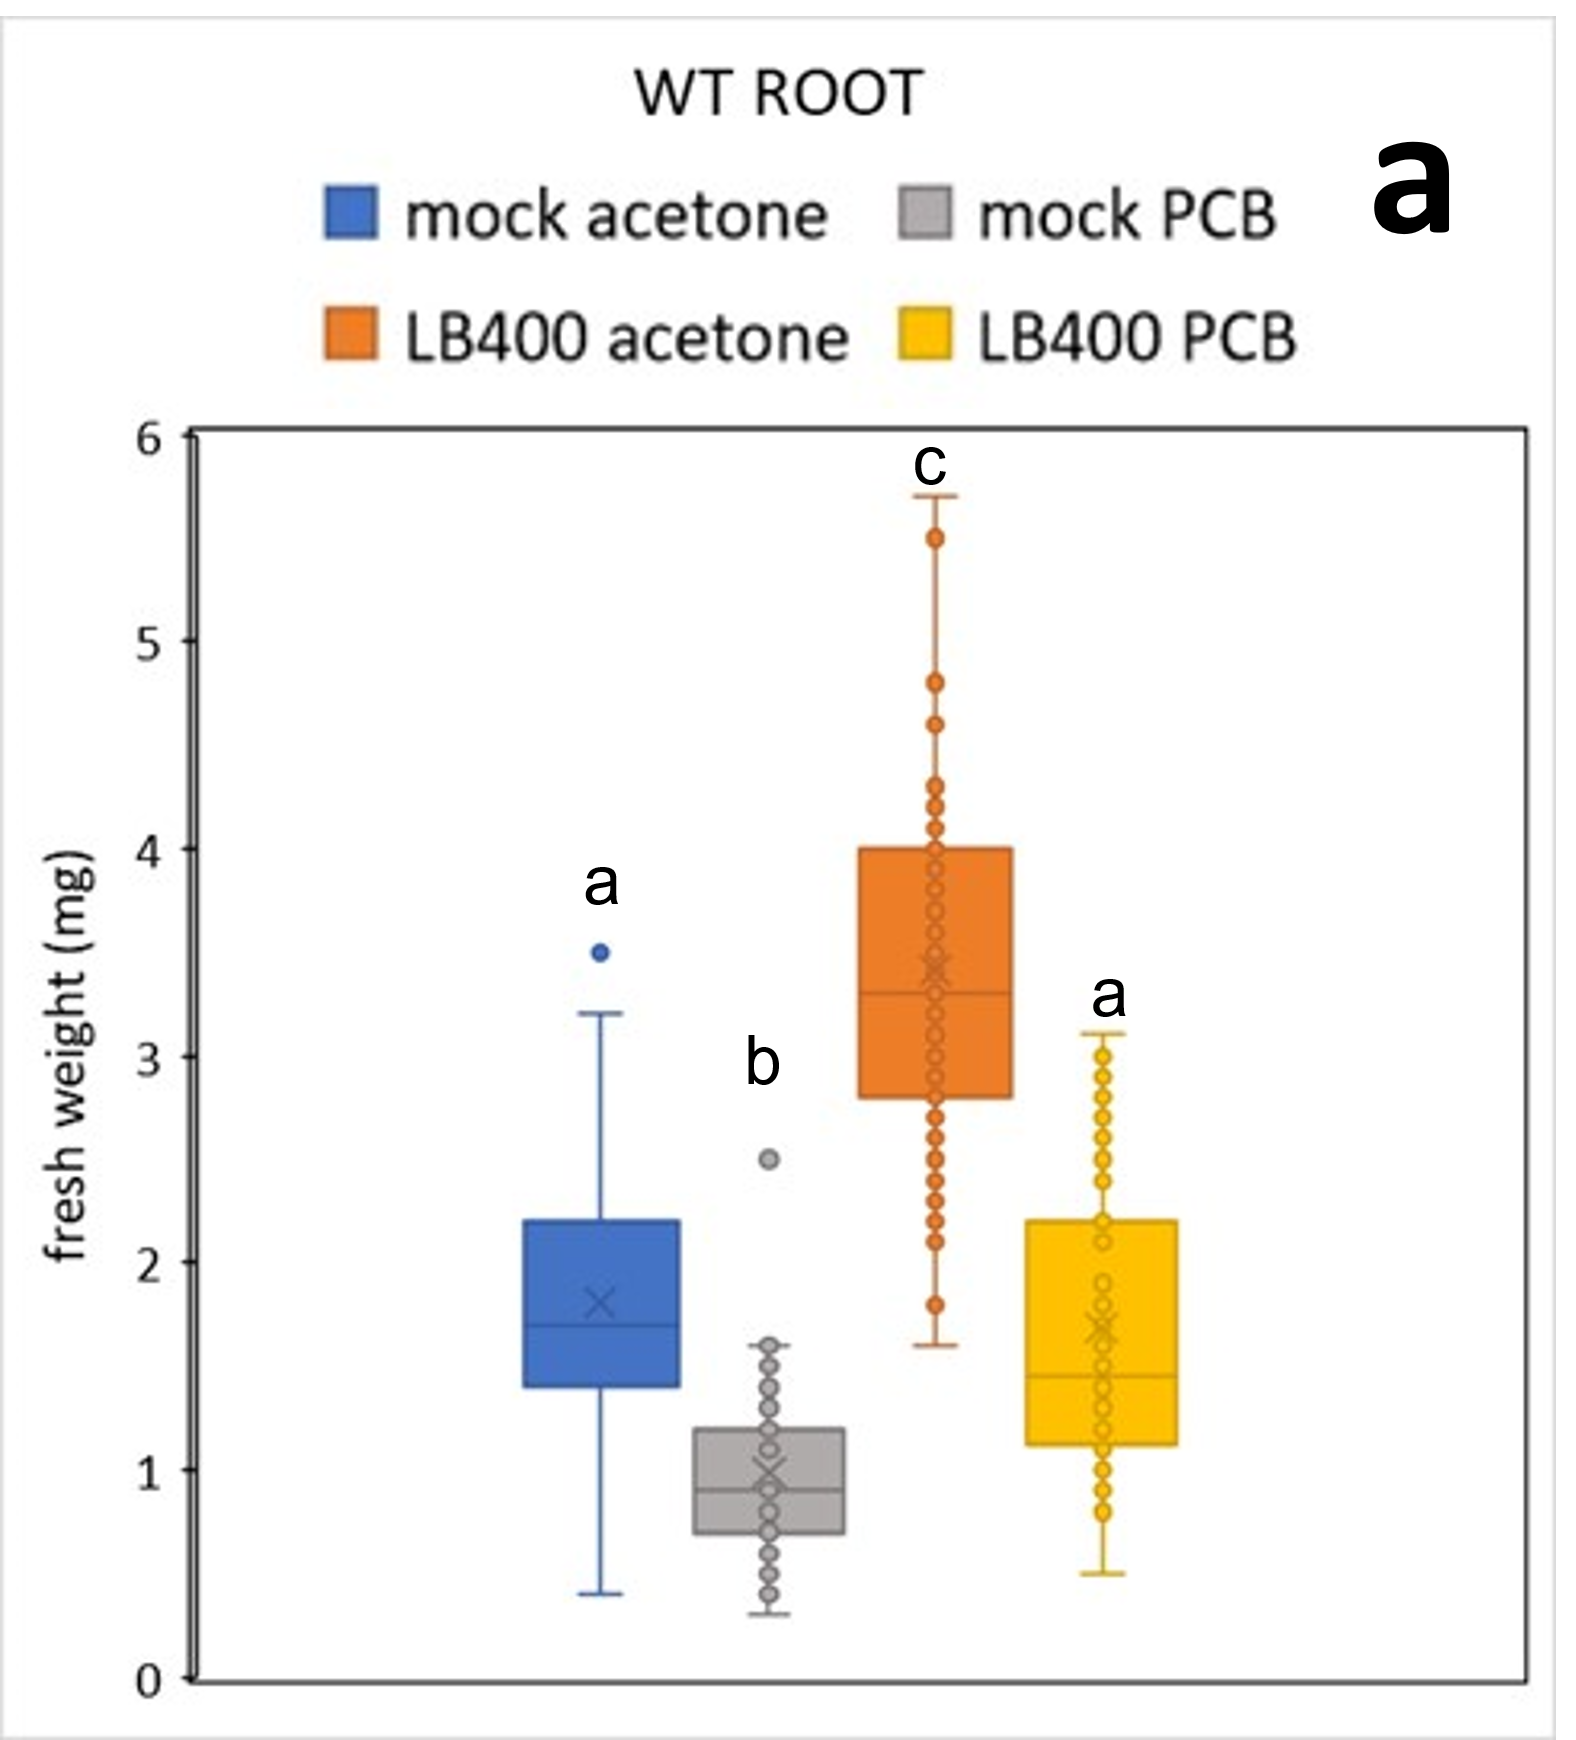 WT ROOT
a
mock acetone
mock PCB
LB400 acetone
LB400 PCB
fresh weight (mg)
6
5
4
3
2
1
0
a
b
c
a